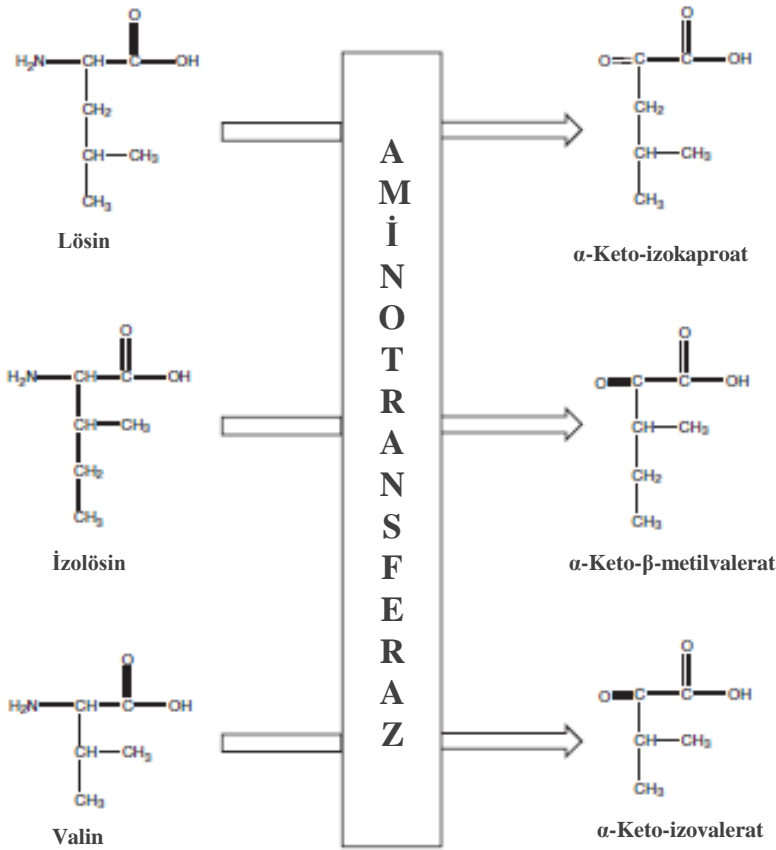 O
H₂N—CH—C—OH
CH₂
CH—CH₃
CH₃
Lösin
O
O=C—C—OH
CH₂
CH—CH₃
CH₃
α-Keto-izokaproat
A
M
İ
N
O
T
R
A
N
S
F
E
R
A
Z
O
H₂N—CH—C—OH
CH—CH₃
CH₂
CH₃
İzolösin
O
O=C—C—OH
CH—CH₃
CH₂
CH₃
α-Keto-β-metilvalerat
O
H₂N—CH—C—OH
CH—CH₃
CH₃
Valin
O
O=C—C—OH
CH—CH₃
CH₃
α-Keto-izovalerat